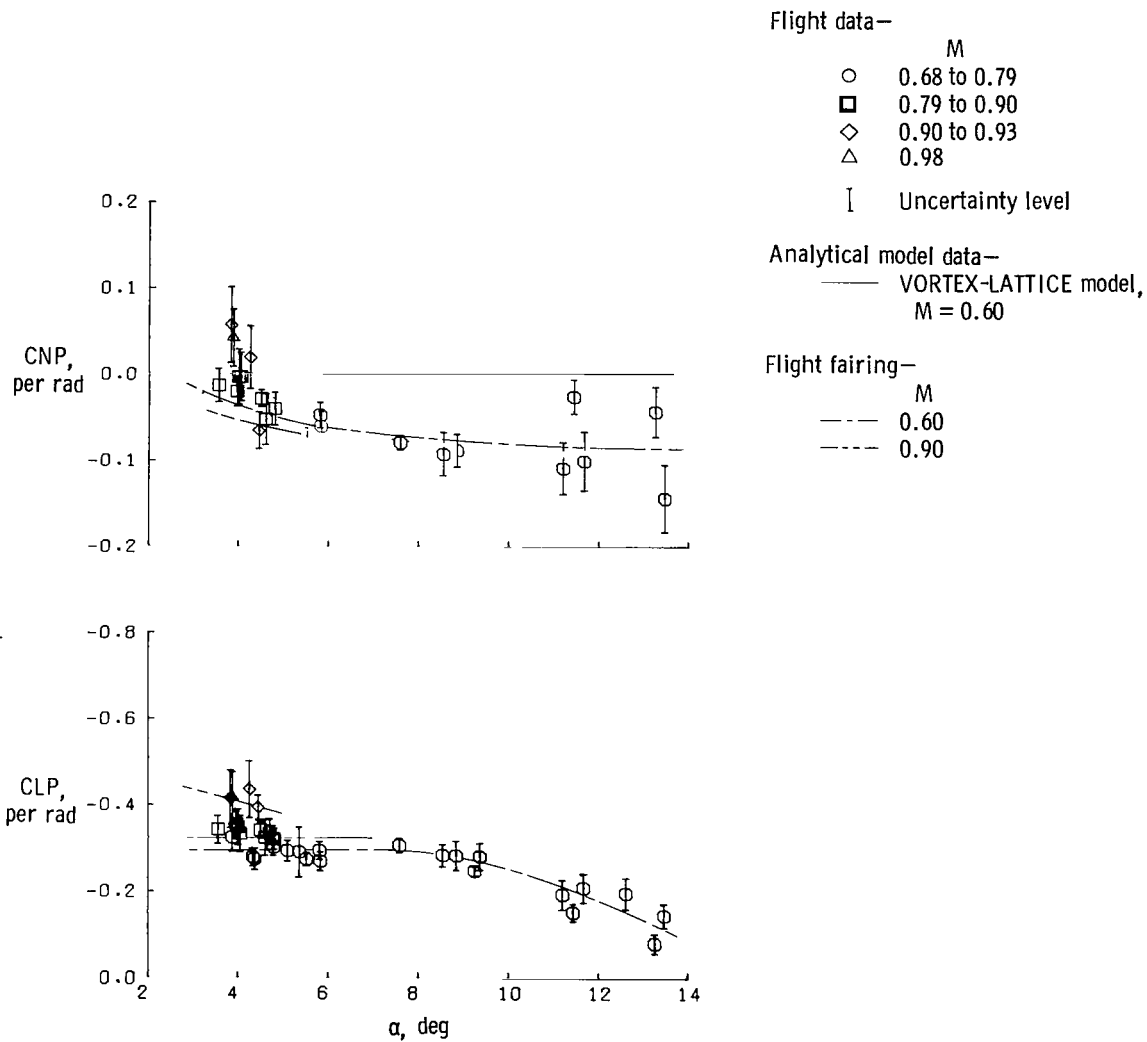 Flight data—
M
0.68 to 0.79
0.79 to 0.90
0.90 to 0.93
0.98
Uncertainty level
Analytical model data—
VORTEX-LATTICE model,
M = 0.60
Flight fairing—
M
0.60
0.90
0.2
0.1
CNP,
per rad
0.0
-0.1
-0.2
-0.8
-0.6
CLP,
per rad
-0.4
-0.2
0.0
2 4 6 8 10 12 14
α, deg